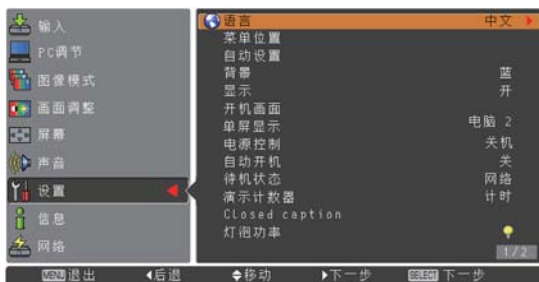 输入
PC调节
图像模式
画面调整
屏幕
声音
设置
信息
网络
语言 中文
菜单位置
自动设置
背景 蓝
显示 开
开机画面
单屏显示 电脑 2
电源控制 关机
自动开机 关
待机状态 网络
演示计数器 计时
Closed caption
灯泡功率
1/2
MENU 退出 后退 移动 下一步 SELECT 下一步